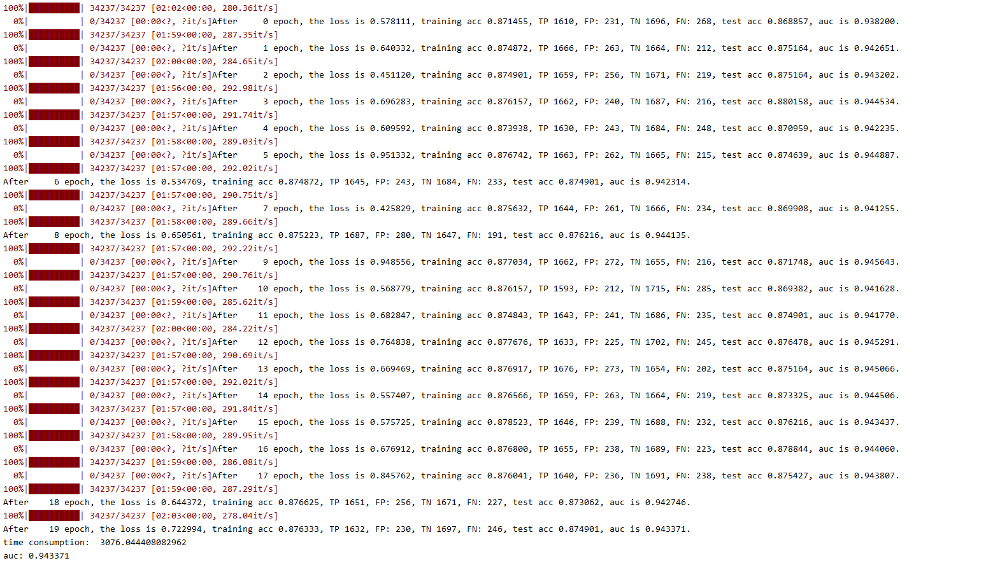 100%|██████████| 34237/34237 [02:02<00:00, 280.36it/s]
0%| | 0/34237 [00:00<?, ?it/s]After 0 epoch, the loss is 0.578111, training acc 0.871455, TP 1610, FP: 231, TN 1696, FN: 268, test acc 0.868857, auc is 0.938200.
100%|██████████| 34237/34237 [01:59<00:00, 287.35it/s]
0%| | 0/34237 [00:00<?, ?it/s]After 1 epoch, the loss is 0.640332, training acc 0.874872, TP 1666, FP: 263, TN 1664, FN: 212, test acc 0.875164, auc is 0.942651.
100%|██████████| 34237/34237 [02:00<00:00, 284.65it/s]
0%| | 0/34237 [00:00<?, ?it/s]After 2 epoch, the loss is 0.451120, training acc 0.874901, TP 1659, FP: 256, TN 1671, FN: 219, test acc 0.875164, auc is 0.943202.
100%|██████████| 34237/34237 [01:56<00:00, 292.98it/s]
0%| | 0/34237 [00:00<?, ?it/s]After 3 epoch, the loss is 0.696283, training acc 0.876157, TP 1662, FP: 240, TN 1687, FN: 216, test acc 0.880158, auc is 0.944534.
100%|██████████| 34237/34237 [01:57<00:00, 291.74it/s]
0%| | 0/34237 [00:00<?, ?it/s]After 4 epoch, the loss is 0.609592, training acc 0.873938, TP 1630, FP: 243, TN 1684, FN: 248, test acc 0.870959, auc is 0.942235.
100%|██████████| 34237/34237 [01:58<00:00, 289.03it/s]
0%| | 0/34237 [00:00<?, ?it/s]After 5 epoch, the loss is 0.951332, training acc 0.876742, TP 1663, FP: 262, TN 1665, FN: 215, test acc 0.874639, auc is 0.944887.
100%|██████████| 34237/34237 [01:57<00:00, 292.02it/s]
After 6 epoch, the loss is 0.534769, training acc 0.874872, TP 1645, FP: 243, TN 1684, FN: 233, test acc 0.874901, auc is 0.942314.
100%|██████████| 34237/34237 [01:57<00:00, 290.75it/s]
0%| | 0/34237 [00:00<?, ?it/s]After 7 epoch, the loss is 0.425829, training acc 0.875632, TP 1644, FP: 261, TN 1666, FN: 234, test acc 0.869908, auc is 0.941255.
100%|██████████| 34237/34237 [01:58<00:00, 289.66it/s]
After 8 epoch, the loss is 0.650561, training acc 0.875223, TP 1687, FP: 280, TN 1647, FN: 191, test acc 0.876216, auc is 0.944135.
100%|██████████| 34237/34237 [01:57<00:00, 292.22it/s]
0%| | 0/34237 [00:00<?, ?it/s]After 9 epoch, the loss is 0.948556, training acc 0.877034, TP 1662, FP: 272, TN 1655, FN: 216, test acc 0.871748, auc is 0.945643.
100%|██████████| 34237/34237 [01:57<00:00, 290.76it/s]
0%| | 0/34237 [00:00<?, ?it/s]After 10 epoch, the loss is 0.568779, training acc 0.876157, TP 1593, FP: 212, TN 1715, FN: 285, test acc 0.869382, auc is 0.941628.
100%|██████████| 34237/34237 [01:59<00:00, 285.62it/s]
0%| | 0/34237 [00:00<?, ?it/s]After 11 epoch, the loss is 0.682847, training acc 0.874843, TP 1643, FP: 241, TN 1686, FN: 235, test acc 0.874901, auc is 0.941770.
100%|██████████| 34237/34237 [02:00<00:00, 284.22it/s]
0%| | 0/34237 [00:00<?, ?it/s]After 12 epoch, the loss is 0.764838, training acc 0.877676, TP 1633, FP: 225, TN 1702, FN: 245, test acc 0.876478, auc is 0.945291.
100%|██████████| 34237/34237 [01:57<00:00, 290.69it/s]
0%| | 0/34237 [00:00<?, ?it/s]After 13 epoch, the loss is 0.669469, training acc 0.876917, TP 1676, FP: 273, TN 1654, FN: 202, test acc 0.875164, auc is 0.945066.
100%|██████████| 34237/34237 [01:57<00:00, 292.02it/s]
0%| | 0/34237 [00:00<?, ?it/s]After 14 epoch, the loss is 0.557407, training acc 0.876566, TP 1659, FP: 263, TN 1664, FN: 219, test acc 0.873325, auc is 0.944506.
100%|██████████| 34237/34237 [01:57<00:00, 291.84it/s]
0%| | 0/34237 [00:00<?, ?it/s]After 15 epoch, the loss is 0.575725, training acc 0.878523, TP 1646, FP: 239, TN 1688, FN: 232, test acc 0.876216, auc is 0.943437.
100%|██████████| 34237/34237 [01:58<00:00, 289.95it/s]
0%| | 0/34237 [00:00<?, ?it/s]After 16 epoch, the loss is 0.676912, training acc 0.876800, TP 1655, FP: 238, TN 1689, FN: 223, test acc 0.878844, auc is 0.944060.
100%|██████████| 34237/34237 [01:59<00:00, 286.08it/s]
0%| | 0/34237 [00:00<?, ?it/s]After 17 epoch, the loss is 0.845762, training acc 0.876041, TP 1640, FP: 236, TN 1691, FN: 238, test acc 0.875427, auc is 0.943807.
100%|██████████| 34237/34237 [01:59<00:00, 287.29it/s]
After 18 epoch, the loss is 0.644372, training acc 0.876625, TP 1651, FP: 256, TN 1671, FN: 227, test acc 0.873062, auc is 0.942746.
100%|██████████| 34237/34237 [02:03<00:00, 278.04it/s]
After 19 epoch, the loss is 0.722994, training acc 0.876333, TP 1632, FP: 230, TN 1697, FN: 246, test acc 0.874901, auc is 0.943371.
time consumption: 3076.044408082962
auc: 0.943371